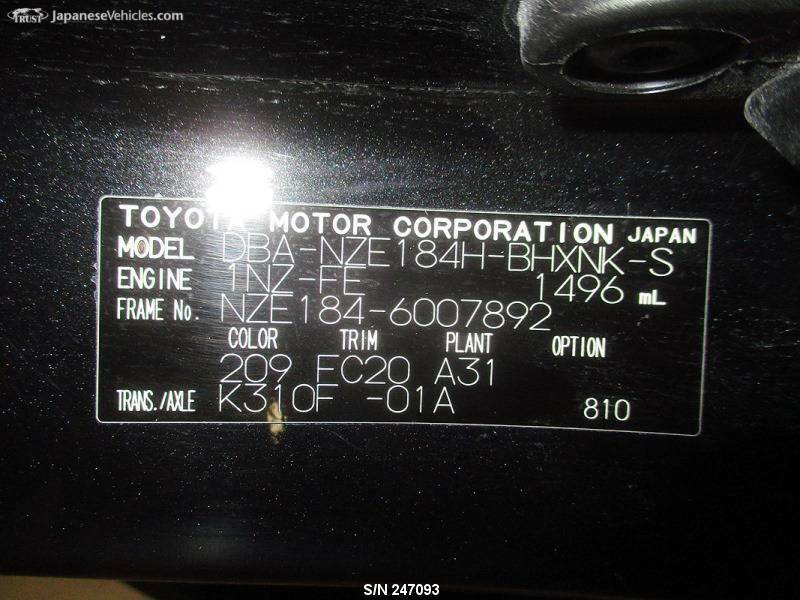 TRUST JapaneseVehicles.com
TOYOTA MOTOR CORPORATION JAPAN
MODEL DBA-NZE184H-BHXNK-S
ENGINE 1NZ-FE 1496 mL
FRAME No. NZE184-6007892
COLOR TRIM PLANT OPTION
209 FC20 A31
TRANS./AXLE K310F -01A 810
S/N 247093